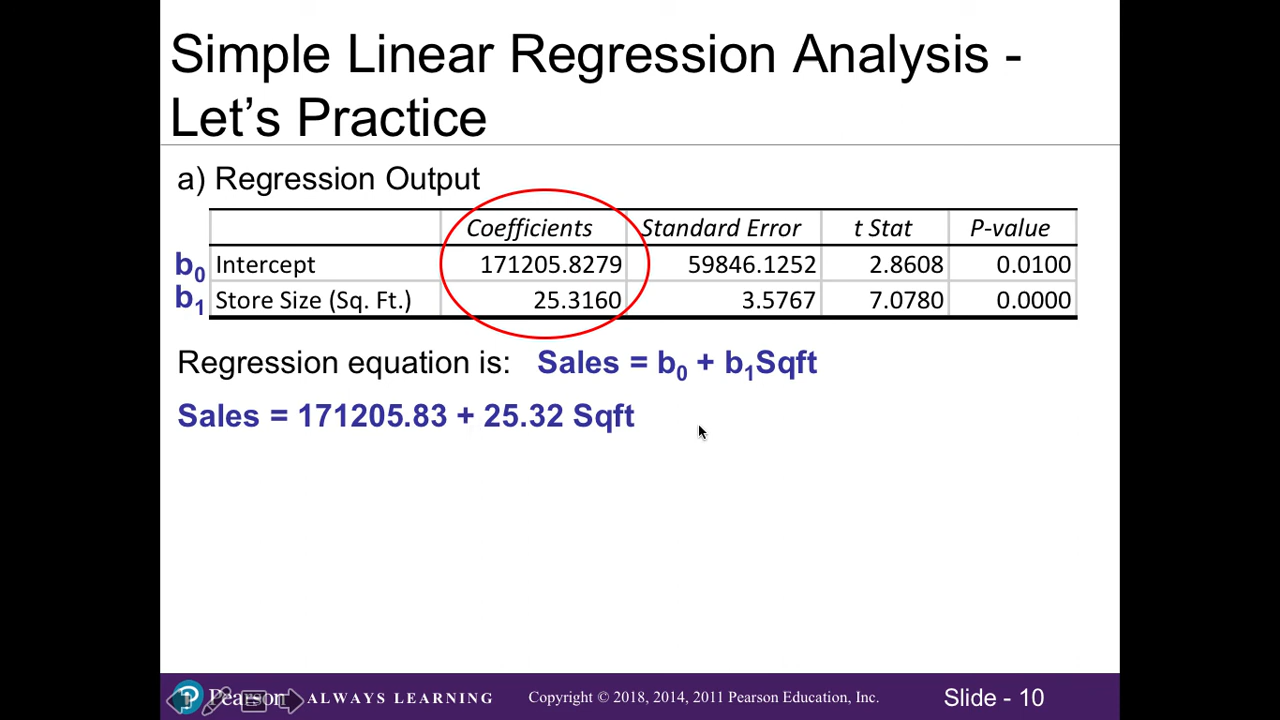 Simple Linear Regression Analysis -
Let’s Practice
a) Regression Output
Coefficients Standard Error t Stat P-value
b0 Intercept 171205.8279 59846.1252 2.8608 0.0100
b1 Store Size (Sq. Ft.) 25.3160 3.5767 7.0780 0.0000
Regression equation is: Sales = b0 + b1Sqft
Sales = 171205.83 + 25.32 Sqft
P Pearson ALWAYS LEARNING Copyright © 2018, 2014, 2011 Pearson Education, Inc. Slide - 10